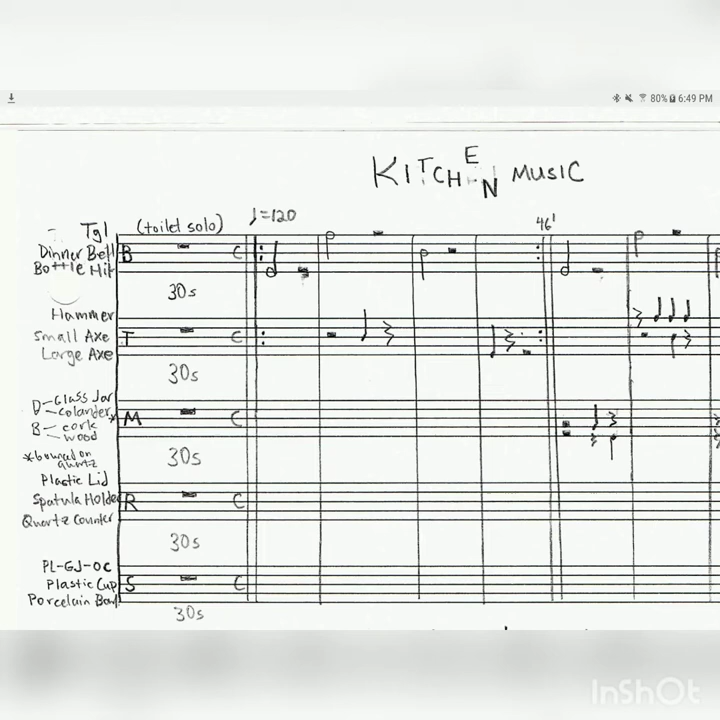 80% 6:49 PM
KITCHEN MUSIC
Tgl (toilet solo) ♩=120 46'
Dinner Bell B C
Bottle Hit
30s
Hammer
Small Axe T C
Large Axe
30s
D-Glass Jar
D-colander
*M C
B-cork
-wood
*bounced on quartz
30s
Plastic Lid
Spatula Holde R C
Quartz Counter
30s
PL-GJ-OC
Plastic Cup S C
Porcelain Bowl
30s
InShOt